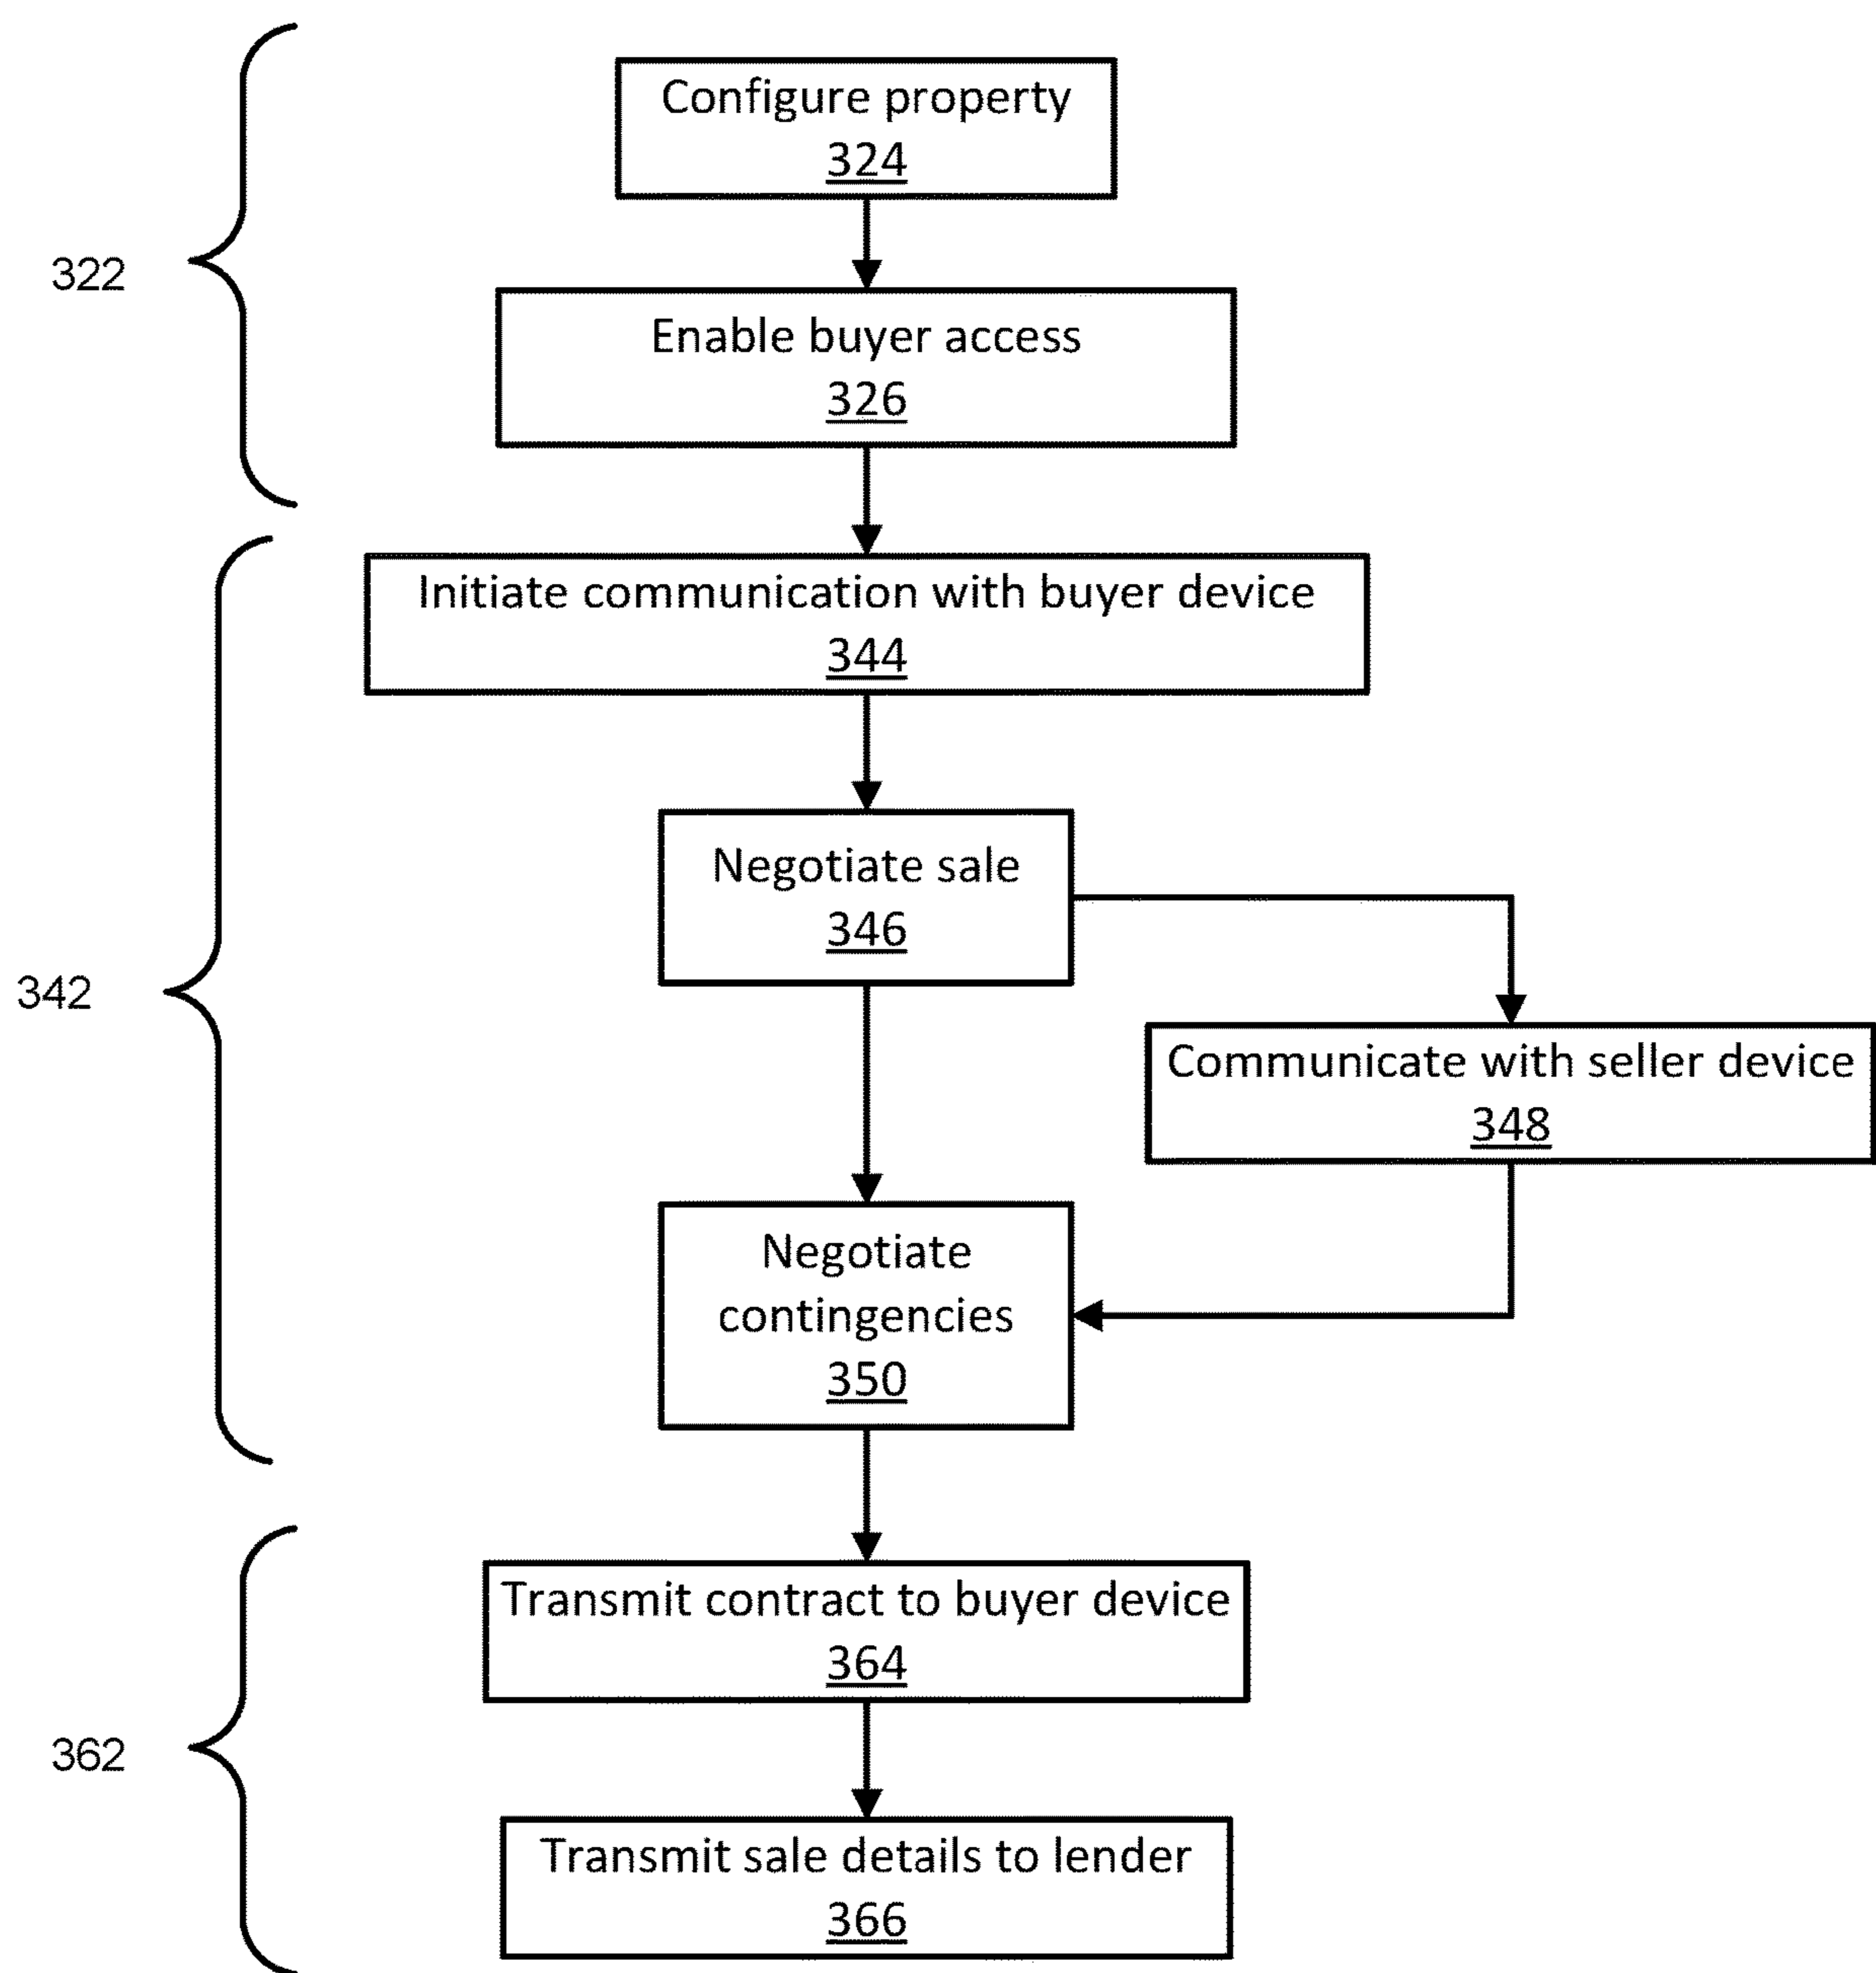 Configure property
324
322
Enable buyer access
326
Initiate communication with buyer device
344
Negotiate sale
346
342
Communicate with seller device
348
Negotiate
contingencies
350
Transmit contract to buyer device
364
362
Transmit sale details to lender
366